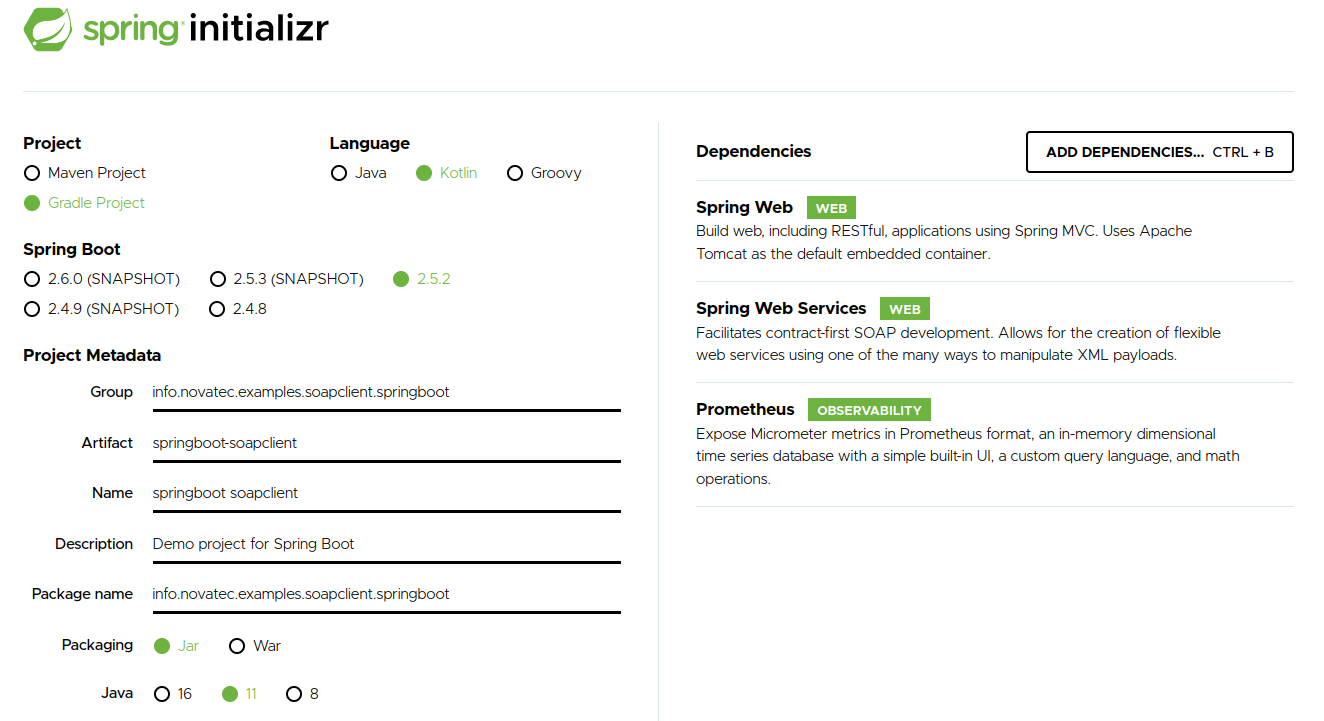 spring initializr
Project
Maven Project
Gradle Project
Language
Java Kotlin Groovy
Spring Boot
2.6.0 (SNAPSHOT) 2.5.3 (SNAPSHOT) 2.5.2
2.4.9 (SNAPSHOT) 2.4.8
Project Metadata
Group info.novatec.examples.soapclient.springboot
Artifact springboot-soapclient
Name springboot soapclient
Description Demo project for Spring Boot
Package name info.novatec.examples.soapclient.springboot
Packaging Jar War
Java 16 11 8
Dependencies ADD DEPENDENCIES... CTRL + B
Spring Web WEB
Build web, including RESTful, applications using Spring MVC. Uses Apache
Tomcat as the default embedded container.
Spring Web Services WEB
Facilitates contract-first SOAP development. Allows for the creation of flexible
web services using one of the many ways to manipulate XML payloads.
Prometheus OBSERVABILITY
Expose Micrometer metrics in Prometheus format, an in-memory dimensional
time series database with a simple built-in UI, a custom query language, and math
operations.